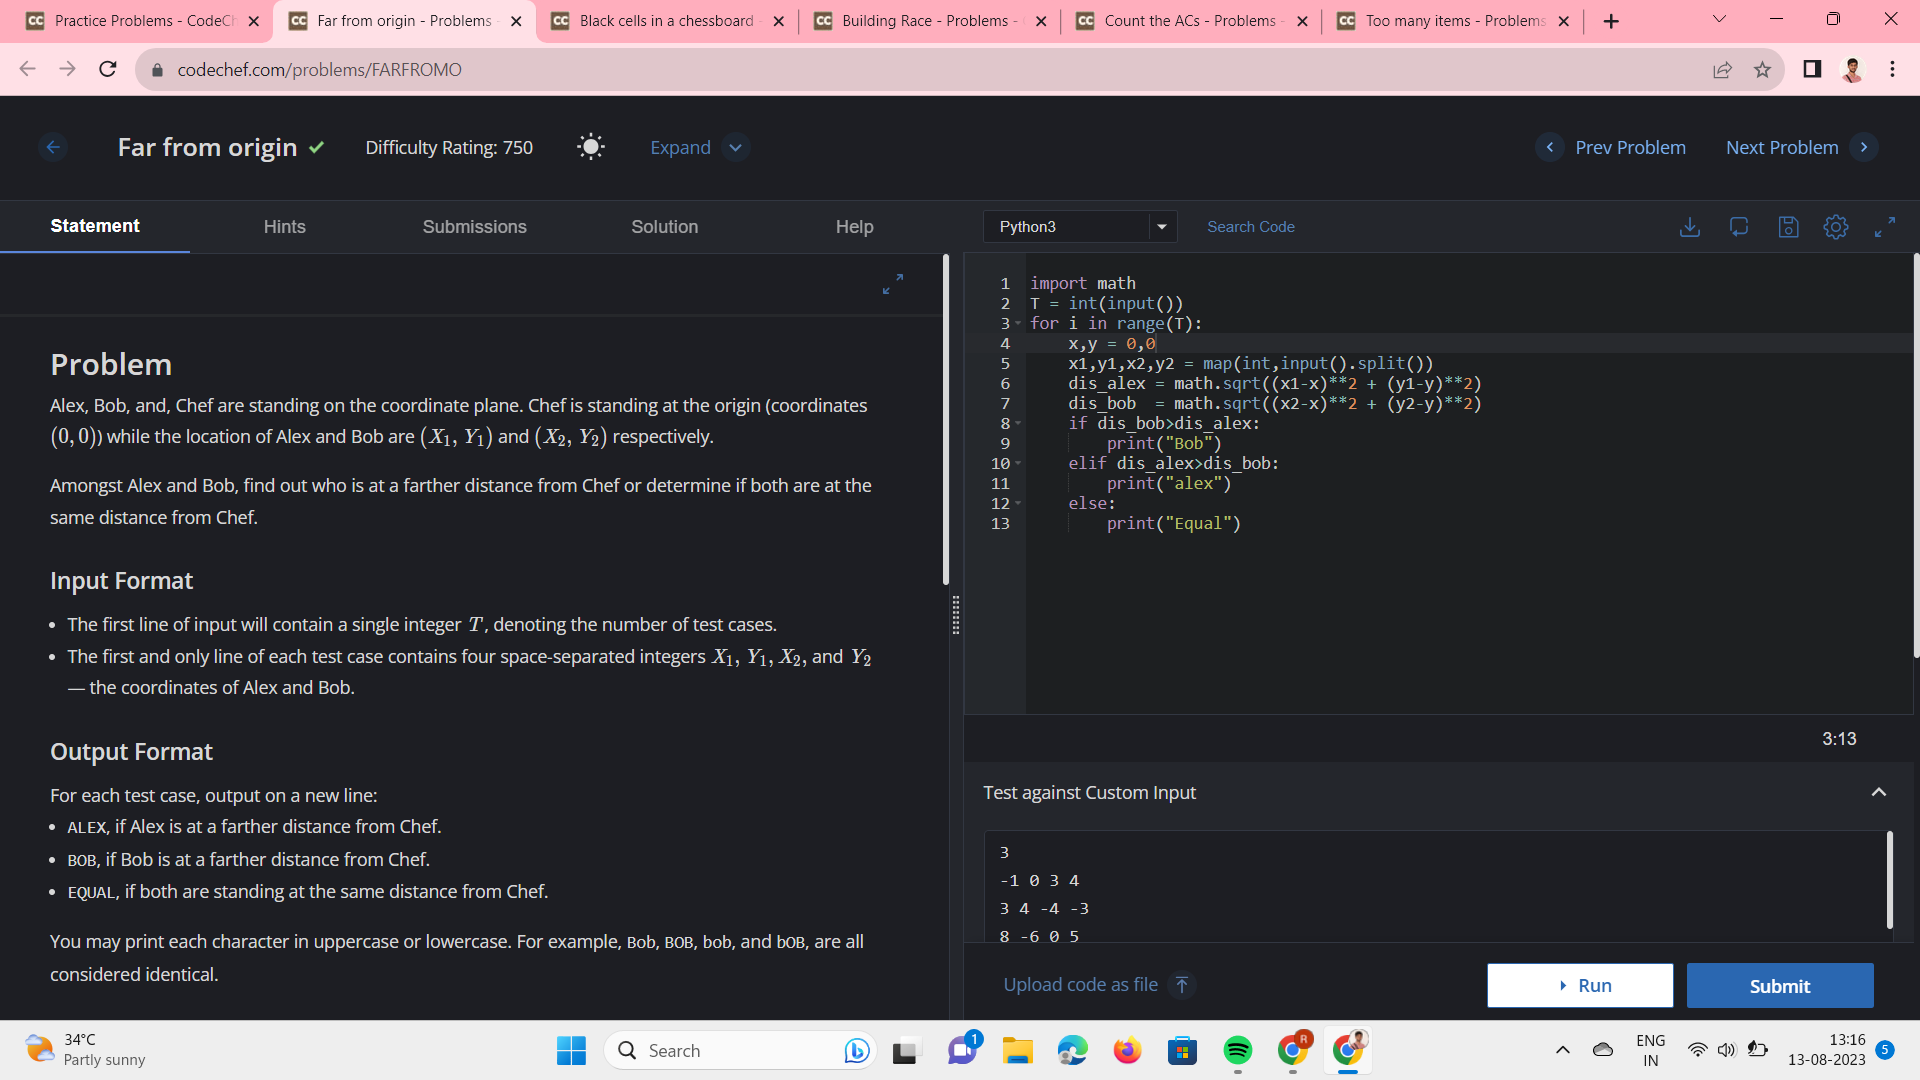 Practice Problems - CodeCh
Far from origin - Problems -
Black cells in a chessboard -
Building Race - Problems - C
Count the ACs - Problems -
Too many items - Problems
codechef.com/problems/FARFROMO
Far from origin
Difficulty Rating: 750
Expand
Prev Problem
Next Problem
Statement
Hints
Submissions
Solution
Help
Problem
Alex, Bob, and, Chef are standing on the coordinate plane. Chef is standing at the origin (coordinates
(0, 0)) while the location of Alex and Bob are (X₁, Y₁) and (X₂, Y₂) respectively.
Amongst Alex and Bob, find out who is at a farther distance from Chef or determine if both are at the
same distance from Chef.
Input Format
• The first line of input will contain a single integer T, denoting the number of test cases.
• The first and only line of each test case contains four space-separated integers X₁, Y₁, X₂, and Y₂
— the coordinates of Alex and Bob.
Output Format
For each test case, output on a new line:
• ALEX, if Alex is at a farther distance from Chef.
• BOB, if Bob is at a farther distance from Chef.
• EQUAL, if both are standing at the same distance from Chef.
You may print each character in uppercase or lowercase. For example, Bob, BOB, bob, and bOB, are all
considered identical.
Python3
Search Code
1 import math
2 T = int(input())
3 for i in range(T):
4     x,y = 0,0
5     x1,y1,x2,y2 = map(int,input().split())
6     dis_alex = math.sqrt((x1-x)**2 + (y1-y)**2)
7     dis_bob  = math.sqrt((x2-x)**2 + (y2-y)**2)
8     if dis_bob>dis_alex:
9         print("Bob")
10     elif dis_alex>dis_bob:
11         print("alex")
12     else:
13         print("Equal")
3:13
Test against Custom Input
3
-1 0 3 4
3 4 -4 -3
8 -6 0 5
Upload code as file
Run
Submit
34°C
Partly sunny
Search
1
R
ENG
IN
13:16
13-08-2023
5